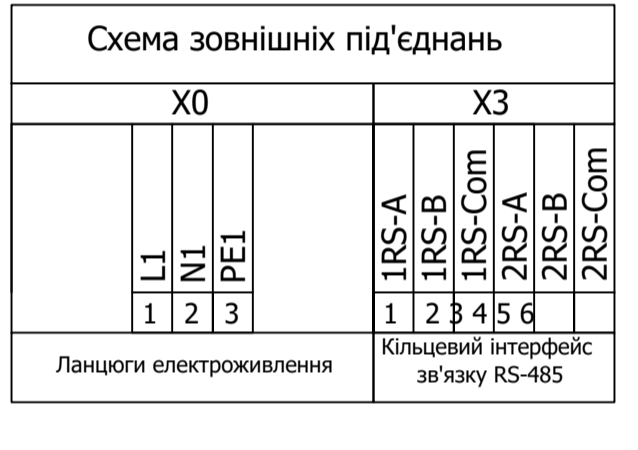 Схема зовнішніх під'єднань
X0 X3
L1 N1 PE1 1RS-A 1RS-B 1RS-Com 2RS-A 2RS-B 2RS-Com
1 2 3 1 2 3 4 5 6
Ланцюги електроживлення
Кільцевий інтерфейс
зв'язку RS-485